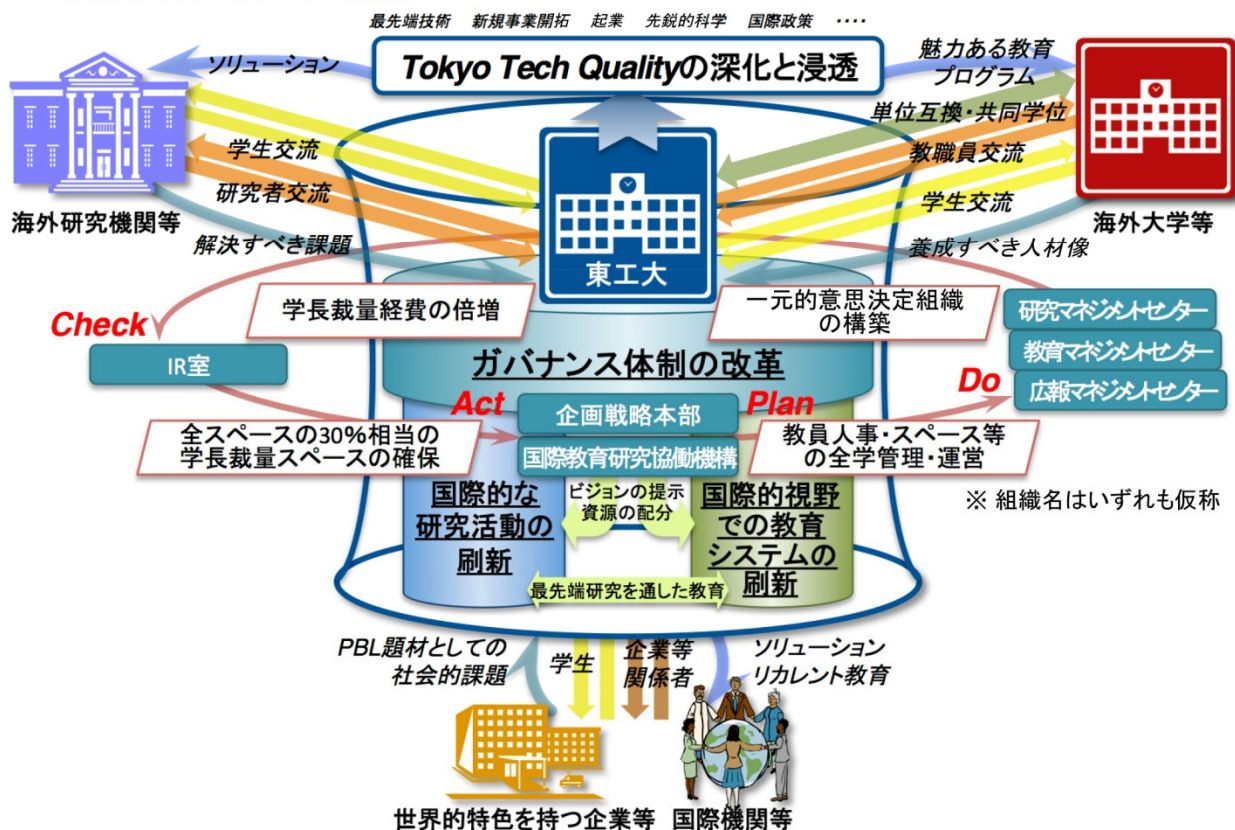 最先端技術 新規事業開拓 起業 先鋭的科学 国際政策 ‥‥
Tokyo Tech Qualityの深化と浸透
ソリューション
魅力ある教育
プログラム
単位互換・共同学位
学生交流
教職員交流
研究者交流
学生交流
海外研究機関等
海外大学等
解決すべき課題
養成すべき人材像
東工大
学長裁量経費の倍増
一元的意思決定組織
の構築
研究マネジメントセンター
教育マネジメントセンター
広報マネジメントセンター
Check
IR室
ガバナンス体制の改革
Do
Act
Plan
企画戦略本部
国際教育研究協働機構
全スペースの30%相当の
学長裁量スペースの確保
教員人事・スペース等
の全学管理・運営
※ 組織名はいずれも仮称
ビジョンの提示
資源の配分
国際的な
研究活動の
刷新
国際的視野
での教育
システムの
刷新
最先端研究を通した教育
PBL題材としての
社会的課題
学生
企業等
関係者
ソリューション
リカレント教育
世界的特色を持つ企業等
国際機関等